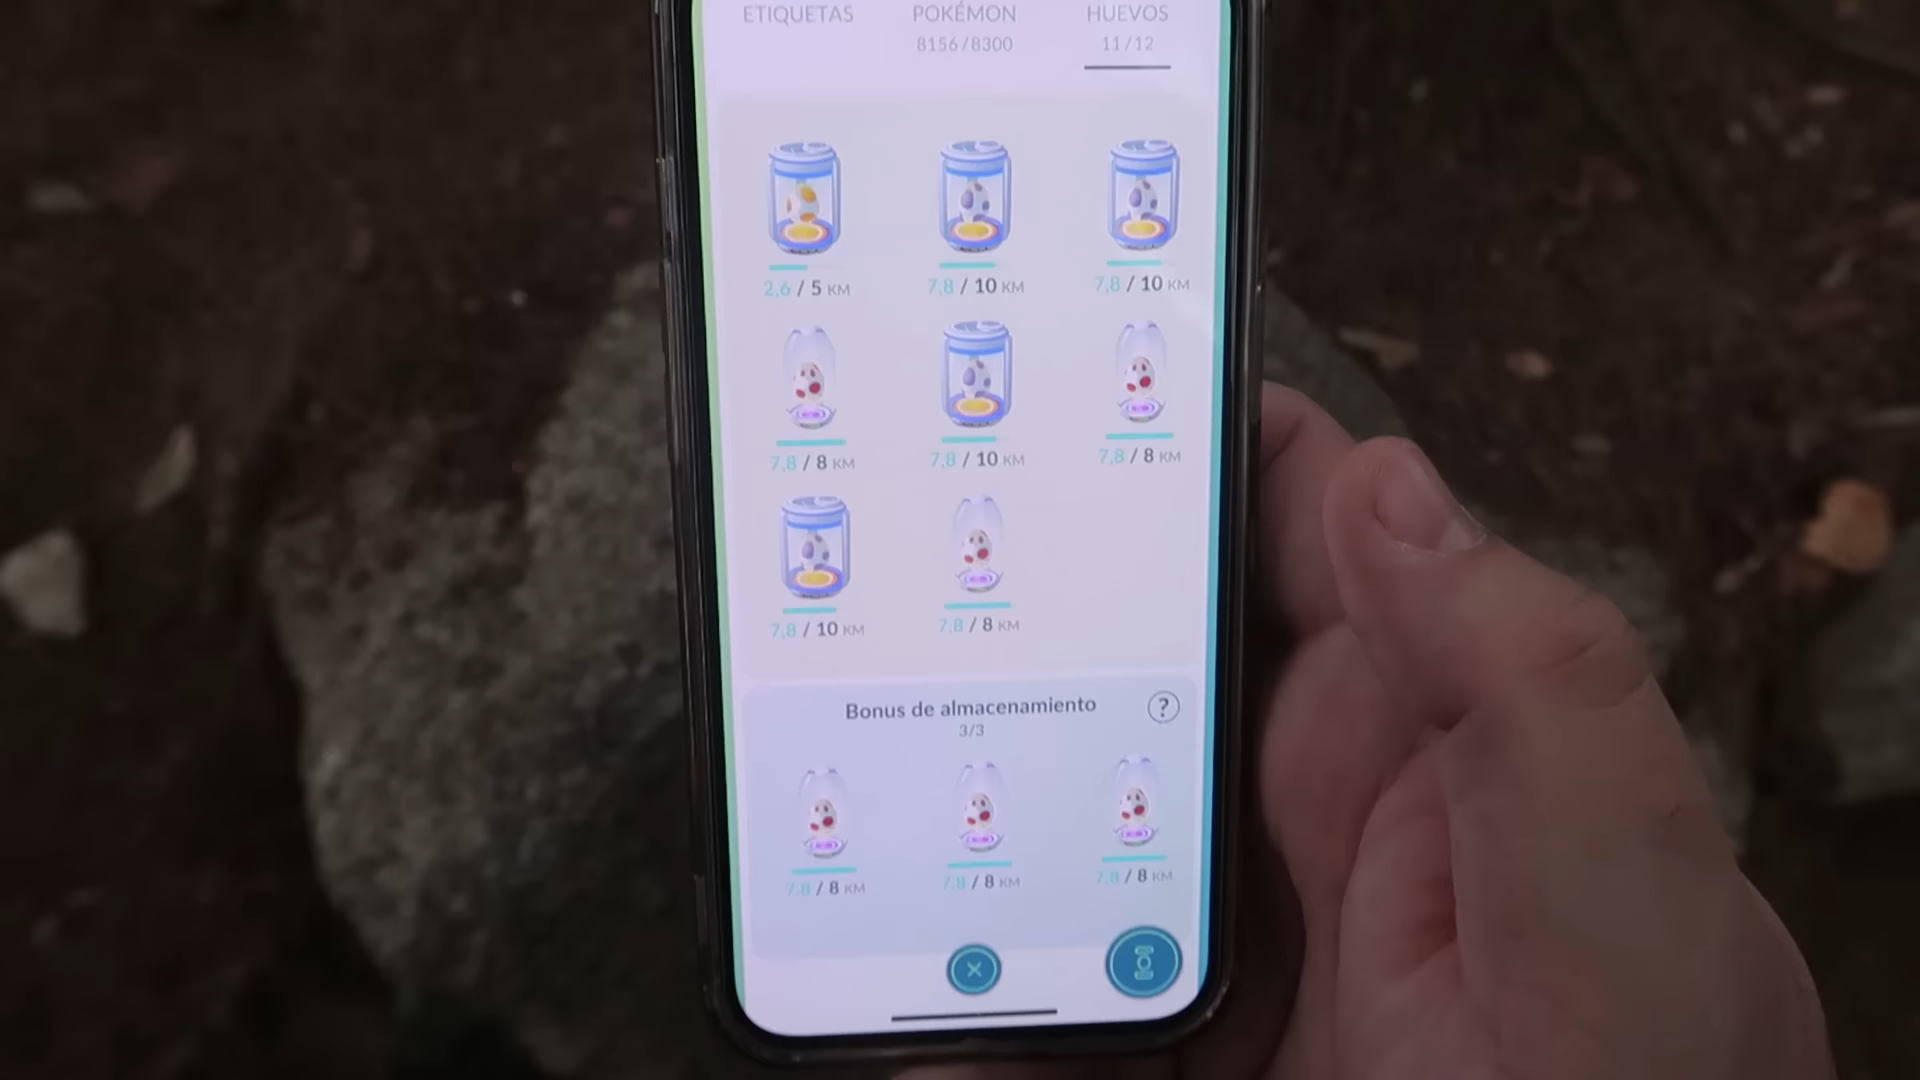 ETIQUETAS POKÉMON HUEVOS
8156/8300 11/12
2,6 / 5 KM 7,8 / 10 KM 7,8 / 10 KM
7,8 / 8 KM 7,8 / 10 KM 7,8 / 8 KM
7,8 / 10 KM 7,8 / 8 KM
Bonus de almacenamiento ?
3/3
7,8 / 8 KM 7,8 / 8 KM 7,8 / 8 KM